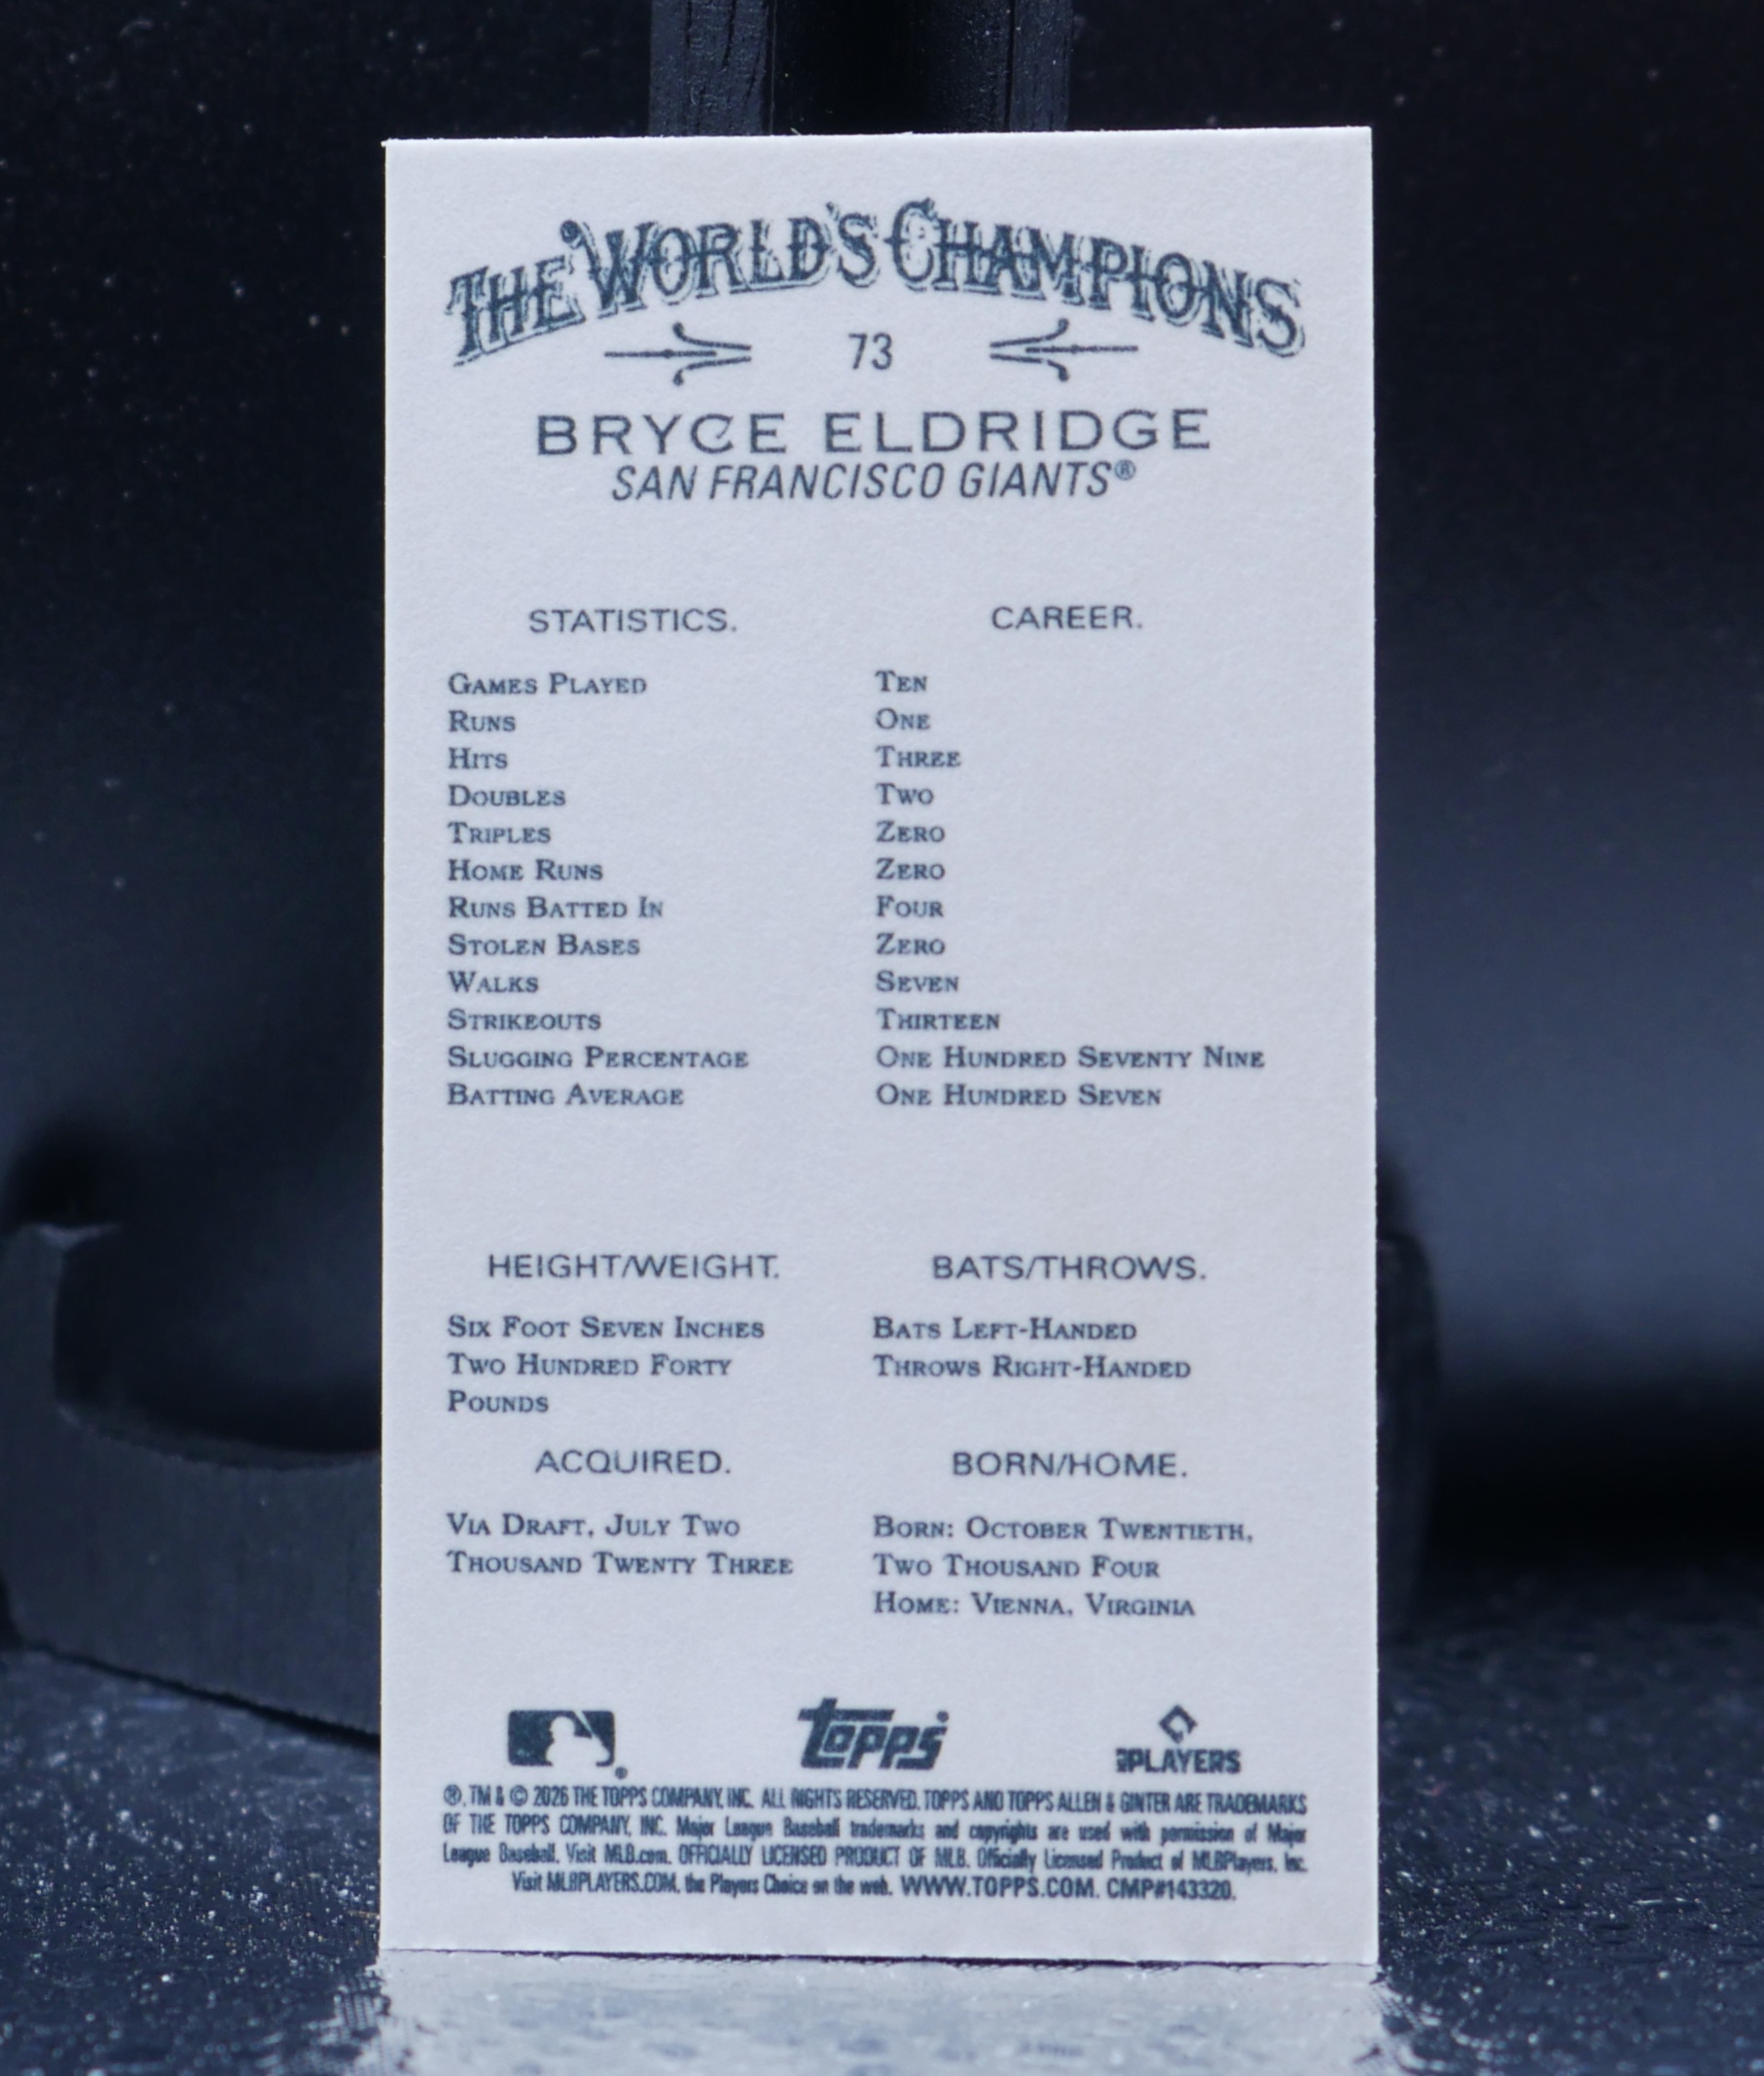 THE WORLD'S CHAMPIONS
73
BRYCE ELDRIDGE
SAN FRANCISCO GIANTS®
STATISTICS. CAREER.
GAMES PLAYED TEN
RUNS ONE
HITS THREE
DOUBLES TWO
TRIPLES ZERO
HOME RUNS ZERO
RUNS BATTED IN FOUR
STOLEN BASES ZERO
WALKS SEVEN
STRIKEOUTS THIRTEEN
SLUGGING PERCENTAGE ONE HUNDRED SEVENTY NINE
BATTING AVERAGE ONE HUNDRED SEVEN
HEIGHT/WEIGHT.
SIX FOOT SEVEN INCHES
TWO HUNDRED FORTY
POUNDS
BATS/THROWS.
BATS LEFT-HANDED
THROWS RIGHT-HANDED
ACQUIRED.
VIA DRAFT, JULY TWO
THOUSAND TWENTY THREE
BORN/HOME.
BORN: OCTOBER TWENTIETH,
TWO THOUSAND FOUR
HOME: VIENNA, VIRGINIA
®
topps
PLAYERS
®, TM & © 2026 THE TOPPS COMPANY, INC. ALL RIGHTS RESERVED. TOPPS AND TOPPS ALLEN & GINTER ARE TRADEMARKS
OF THE TOPPS COMPANY, INC. Major League Baseball trademarks and copyrights are used with permission of Major
League Baseball. Visit MLB.com. OFFICIALLY LICENSED PRODUCT OF MLB. Officially Licensed Product of MLBPlayers, Inc.
Visit MLBPLAYERS.COM, the Players Choice on the web. WWW.TOPPS.COM. CMP#143320.